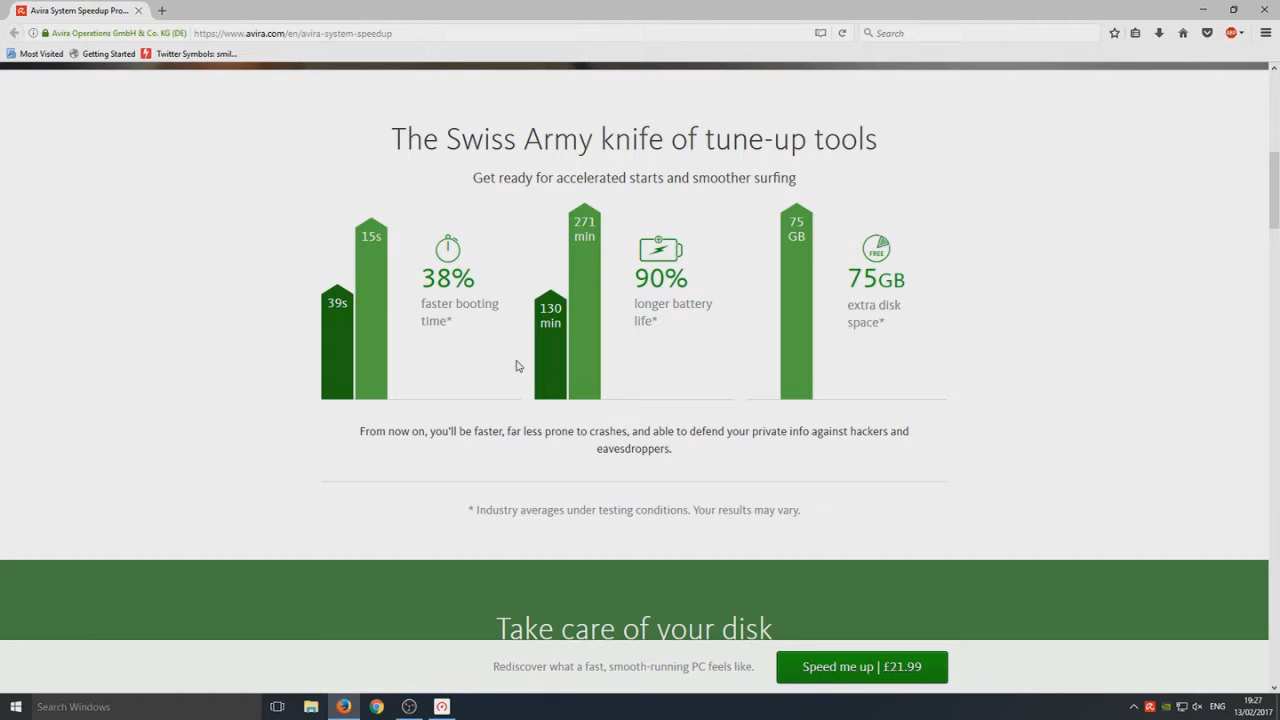 Avira System Speedup Pro...
Avira Operations GmbH & Co. KG (DE)
https://www.avira.com/en/avira-system-speedup
Search
Most Visited
Getting Started
Twitter Symbols: smil...
The Swiss Army knife of tune-up tools
Get ready for accelerated starts and smoother surfing
39s
15s
38%
faster booting
time*
130
min
271
min
90%
longer battery
life*
75
GB
FREE
75GB
extra disk
space*
From now on, you'll be faster, far less prone to crashes, and able to defend your private info against hackers and
eavesdroppers.
* Industry averages under testing conditions. Your results may vary.
Take care of your disk
Rediscover what a fast, smooth-running PC feels like.
Speed me up | £21.99
Search Windows
ENG
19:27
13/02/2017